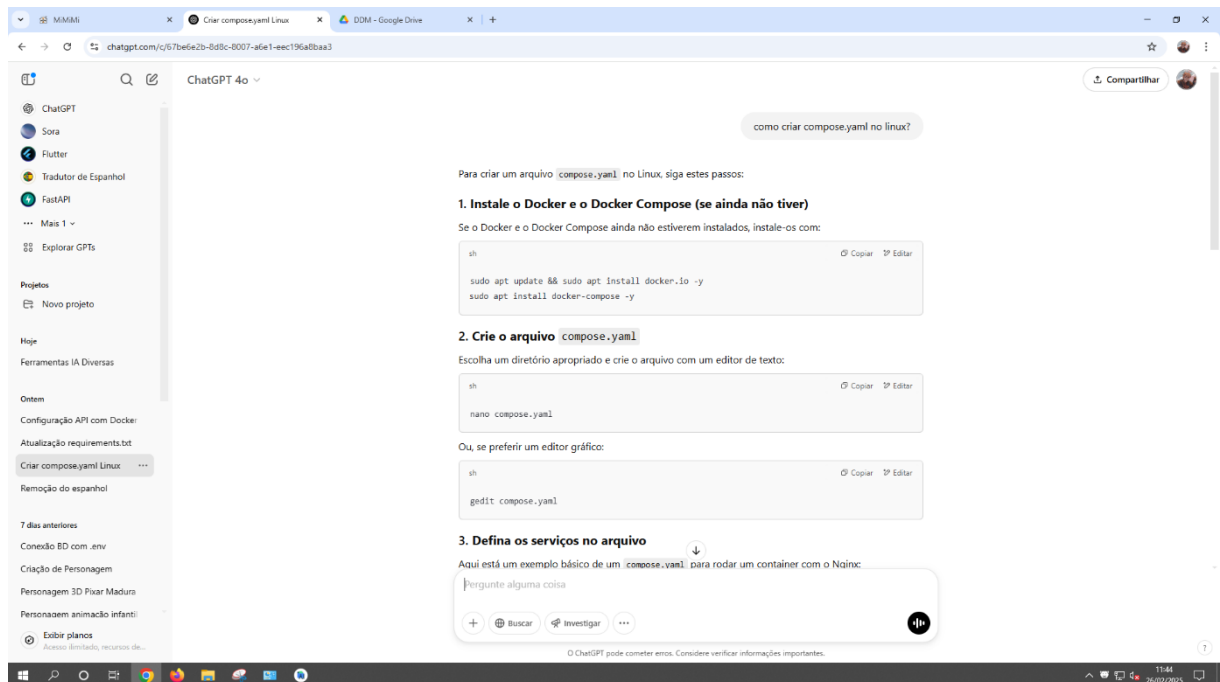 MiMiMi
Criar compose.yaml Linux
DDM - Google Drive
chatgpt.com/c/67be6e2b-8d8c-8007-a6e1-eec196a8baa3
ChatGPT 4o
Compartilhar
ChatGPT
Sora
Flutter
Tradutor de Espanhol
FastAPI
Mais 1
Explorar GPTs
Projetos
Novo projeto
Hoje
Ferramentas IA Diversas
Ontem
Configuração API com Docker
Atualização requirements.txt
Criar compose.yaml Linux
Remoção do espanhol
7 dias anteriores
Conexão BD com .env
Criação de Personagem
Personagem 3D Pixar Madura
Personagem animação infantil
Exibir planos
Acesso ilimitado, recursos de...
como criar compose.yaml no linux?
Para criar um arquivo compose.yaml no Linux, siga estes passos:
1. Instale o Docker e o Docker Compose (se ainda não tiver)
Se o Docker e o Docker Compose ainda não estiverem instalados, instale-os com:
sh Copiar Editar
sudo apt update && sudo apt install docker.io -y
sudo apt install docker-compose -y
2. Crie o arquivo compose.yaml
Escolha um diretório apropriado e crie o arquivo com um editor de texto:
sh Copiar Editar
nano compose.yaml
Ou, se preferir um editor gráfico:
sh Copiar Editar
gedit compose.yaml
3. Defina os serviços no arquivo
Aqui está um exemplo básico de um compose.yaml para rodar um container com o Nginx:
Pergunte alguma coisa
Buscar Investigar
O ChatGPT pode cometer erros. Considere verificar informações importantes.
?
11:44
26/02/2025